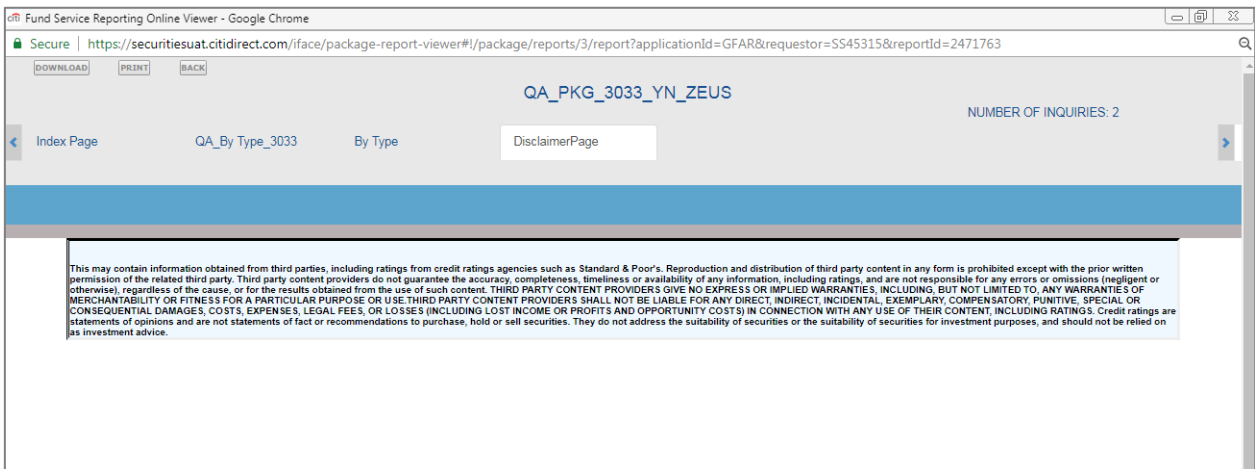 citi Fund Service Reporting Online Viewer - Google Chrome
Secure | https://securitiesuat.citidirect.com/iface/package-report-viewer#!/package/reports/3/report?applicationId=GFAR&requestor=SS45315&reportId=2471763
DOWNLOAD PRINT BACK
QA_PKG_3033_YN_ZEUS
NUMBER OF INQUIRIES: 2
Index Page QA_By Type_3033 By Type DisclaimerPage
This may contain information obtained from third parties, including ratings from credit ratings agencies such as Standard & Poor's. Reproduction and distribution of third party content in any form is prohibited except with the prior written
permission of the related third party. Third party content providers do not guarantee the accuracy, completeness, timeliness or availability of any information, including ratings, and are not responsible for any errors or omissions (negligent or
otherwise), regardless of the cause, or for the results obtained from the use of such content. THIRD PARTY CONTENT PROVIDERS GIVE NO EXPRESS OR IMPLIED WARRANTIES, INCLUDING, BUT NOT LIMITED TO, ANY WARRANTIES OF
MERCHANTABILITY OR FITNESS FOR A PARTICULAR PURPOSE OR USE.THIRD PARTY CONTENT PROVIDERS SHALL NOT BE LIABLE FOR ANY DIRECT, INDIRECT, INCIDENTAL, EXEMPLARY, COMPENSATORY, PUNITIVE, SPECIAL OR
CONSEQUENTIAL DAMAGES, COSTS, EXPENSES, LEGAL FEES, OR LOSSES (INCLUDING LOST INCOME OR PROFITS AND OPPORTUNITY COSTS) IN CONNECTION WITH ANY USE OF THEIR CONTENT, INCLUDING RATINGS. Credit ratings are
statements of opinions and are not statements of fact or recommendations to purchase, hold or sell securities. They do not address the suitability of securities or the suitability of securities for investment purposes, and should not be relied on
as investment advice.